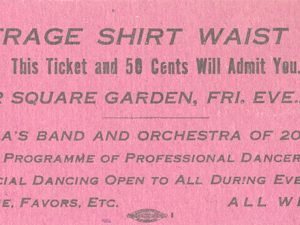 TRAGE SHIRT WAIST
This Ticket and 50 Cents Will Admit You.
SQUARE GARDEN, FRI. EVE.
A'S BAND AND ORCHESTRA OF 20
PROGRAMME OF PROFESSIONAL DANCER
CIAL DANCING OPEN TO ALL DURING EVE
E, FAVORS, ETC. ALL WE